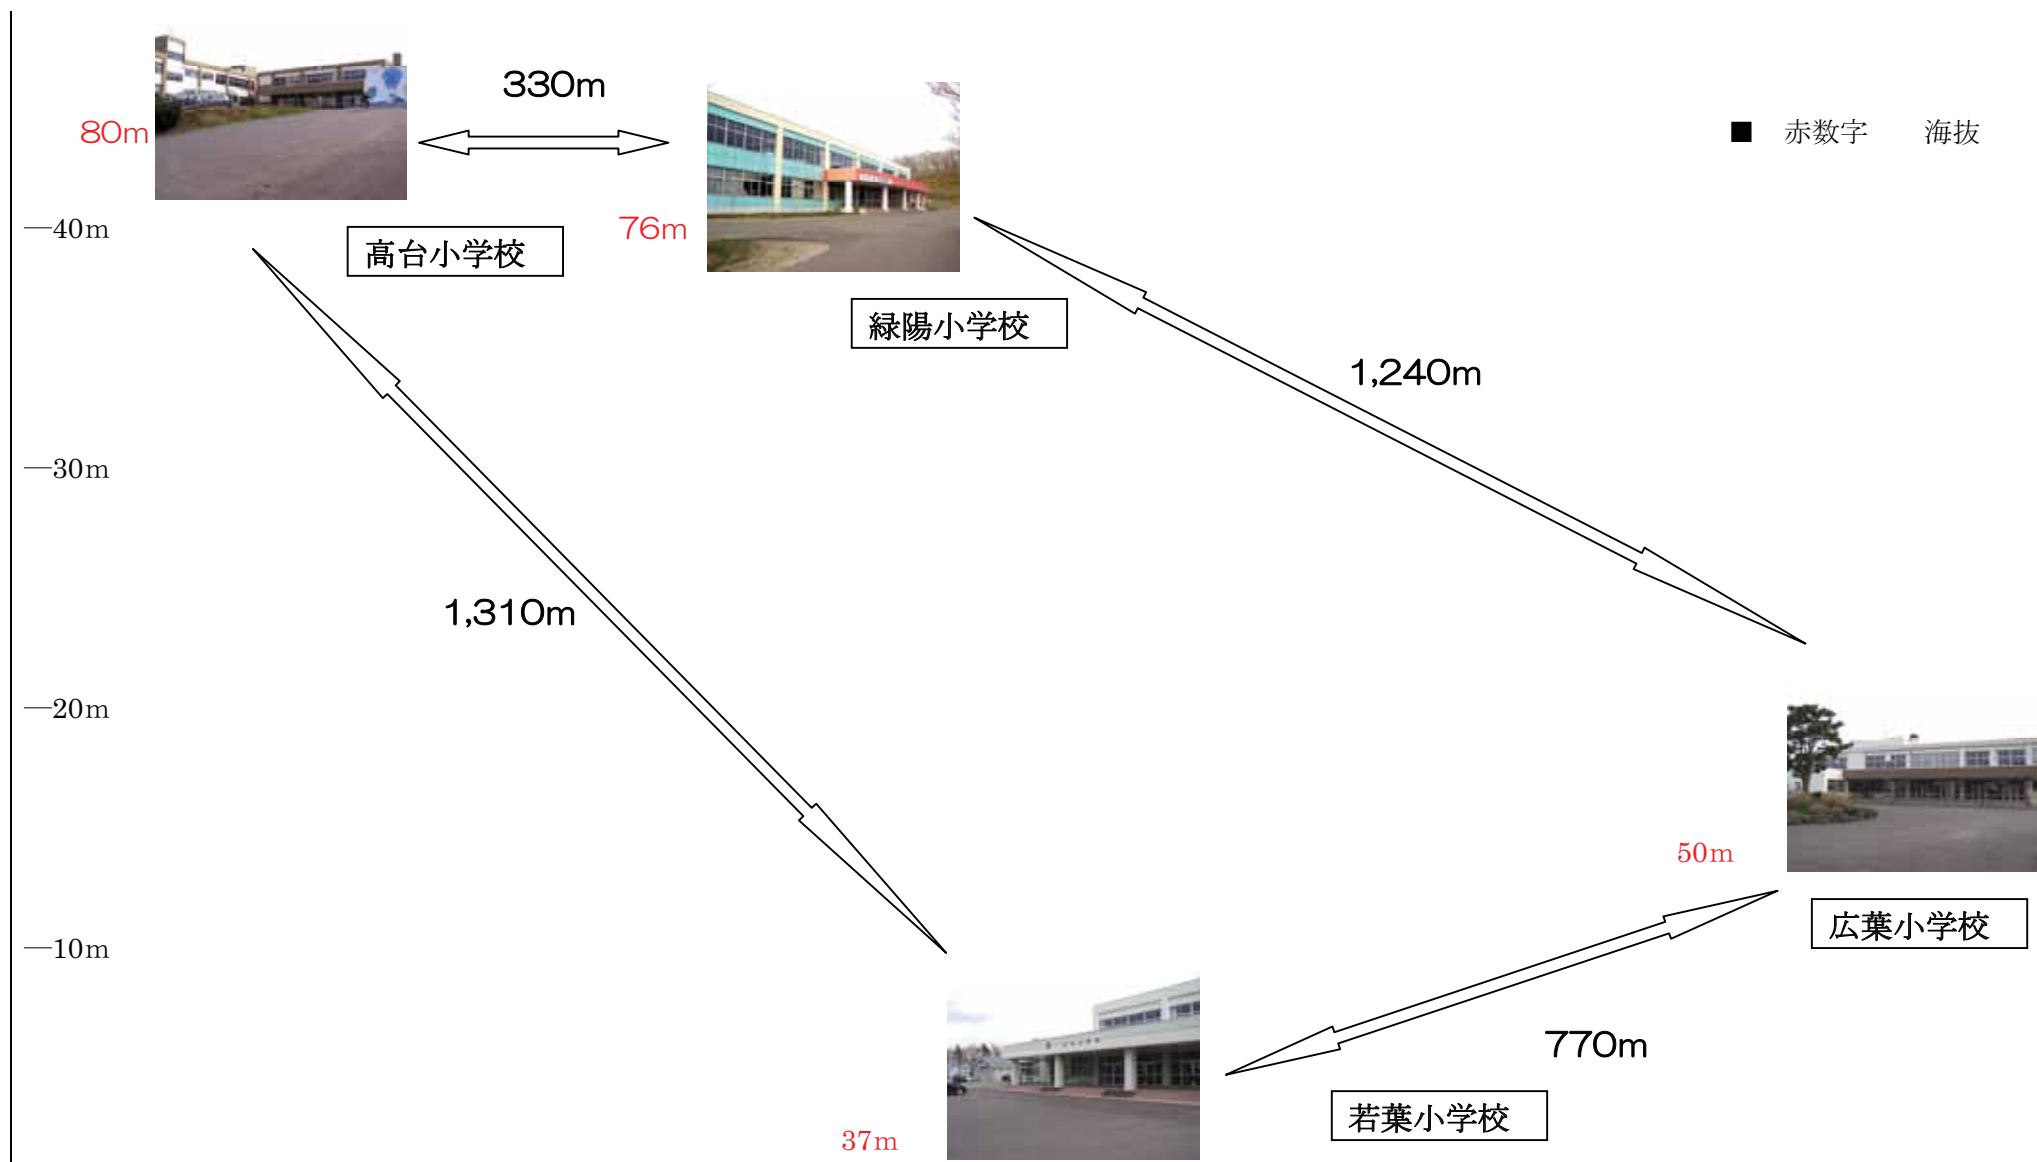 330m
80m
■ 赤数字 海抜
―40m
76m
高台小学校
緑陽小学校
1,240m
―30m
1,310m
―20m
50m
広葉小学校
―10m
770m
若葉小学校
37m